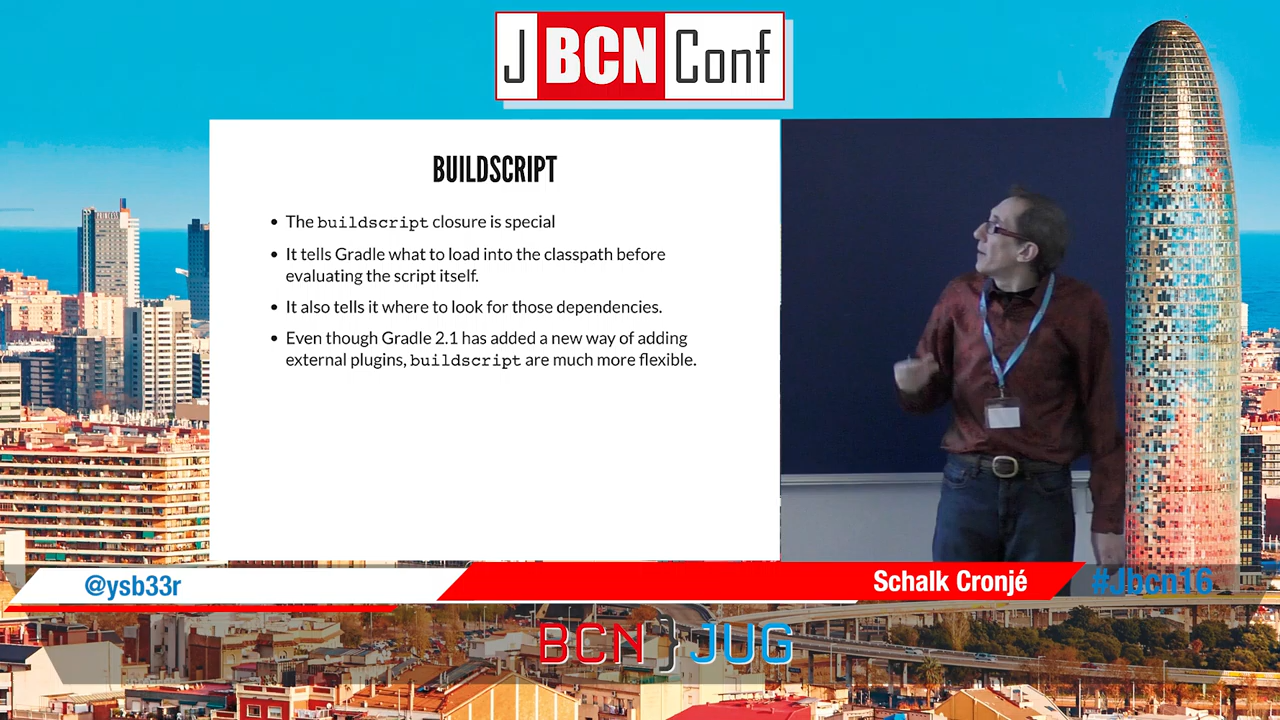 J BCN Conf
BUILDSCRIPT
• The buildscript closure is special
• It tells Gradle what to load into the classpath before
evaluating the script itself.
• It also tells it where to look for those dependencies.
• Even though Gradle 2.1 has added a new way of adding
external plugins, buildscript are much more flexible.
@ysb33r
Schalk Cronjé
#Jbcn16
BCN JUG